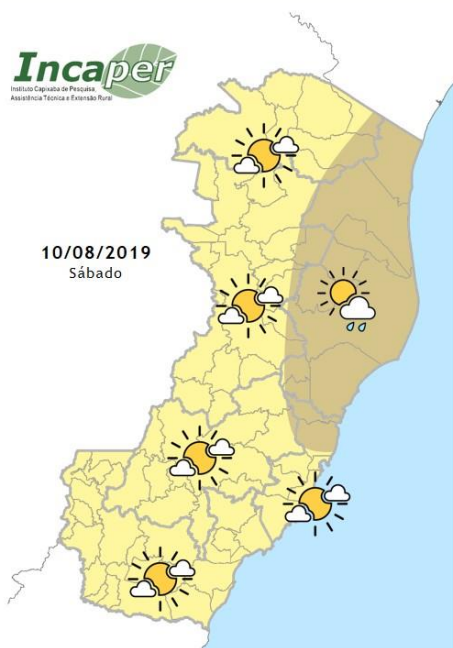 Incaper
Instituto Capixaba de Pesquisa,
Assistência Técnica e Extensão Rural
10/08/2019
Sábado